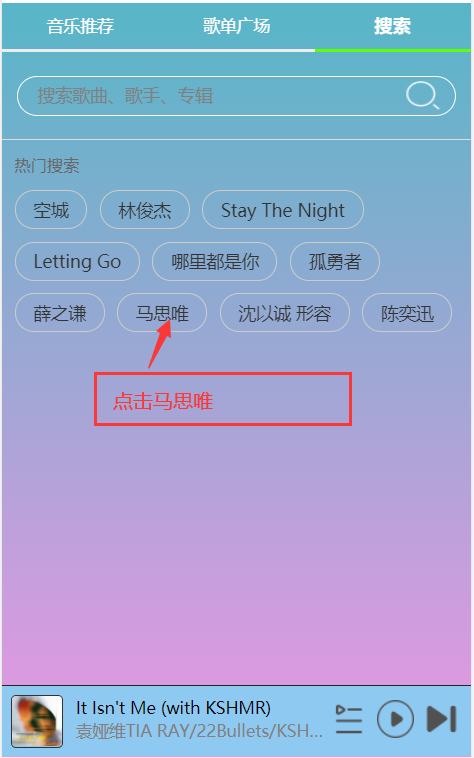 音乐推荐 歌单广场 搜索
搜索歌曲、歌手、专辑
热门搜索
空城 林俊杰 Stay The Night
Letting Go 哪里都是你 孤勇者
薛之谦 马思唯 沈以诚 形容 陈奕迅
点击马思唯
It Isn't Me (with KSHMR)
袁娅维TIA RAY/22Bullets/KSH...